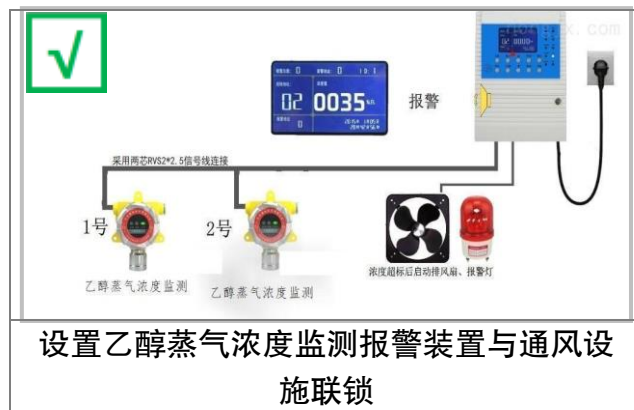 √
02 0035
报警
采用两芯RVS2*2.5信号线连接
1号
2号
乙醇蒸气浓度监测
乙醇蒸气浓度监测
浓度超标后启动排风扇、报警灯
设置乙醇蒸气浓度监测报警装置与通风设
施联锁